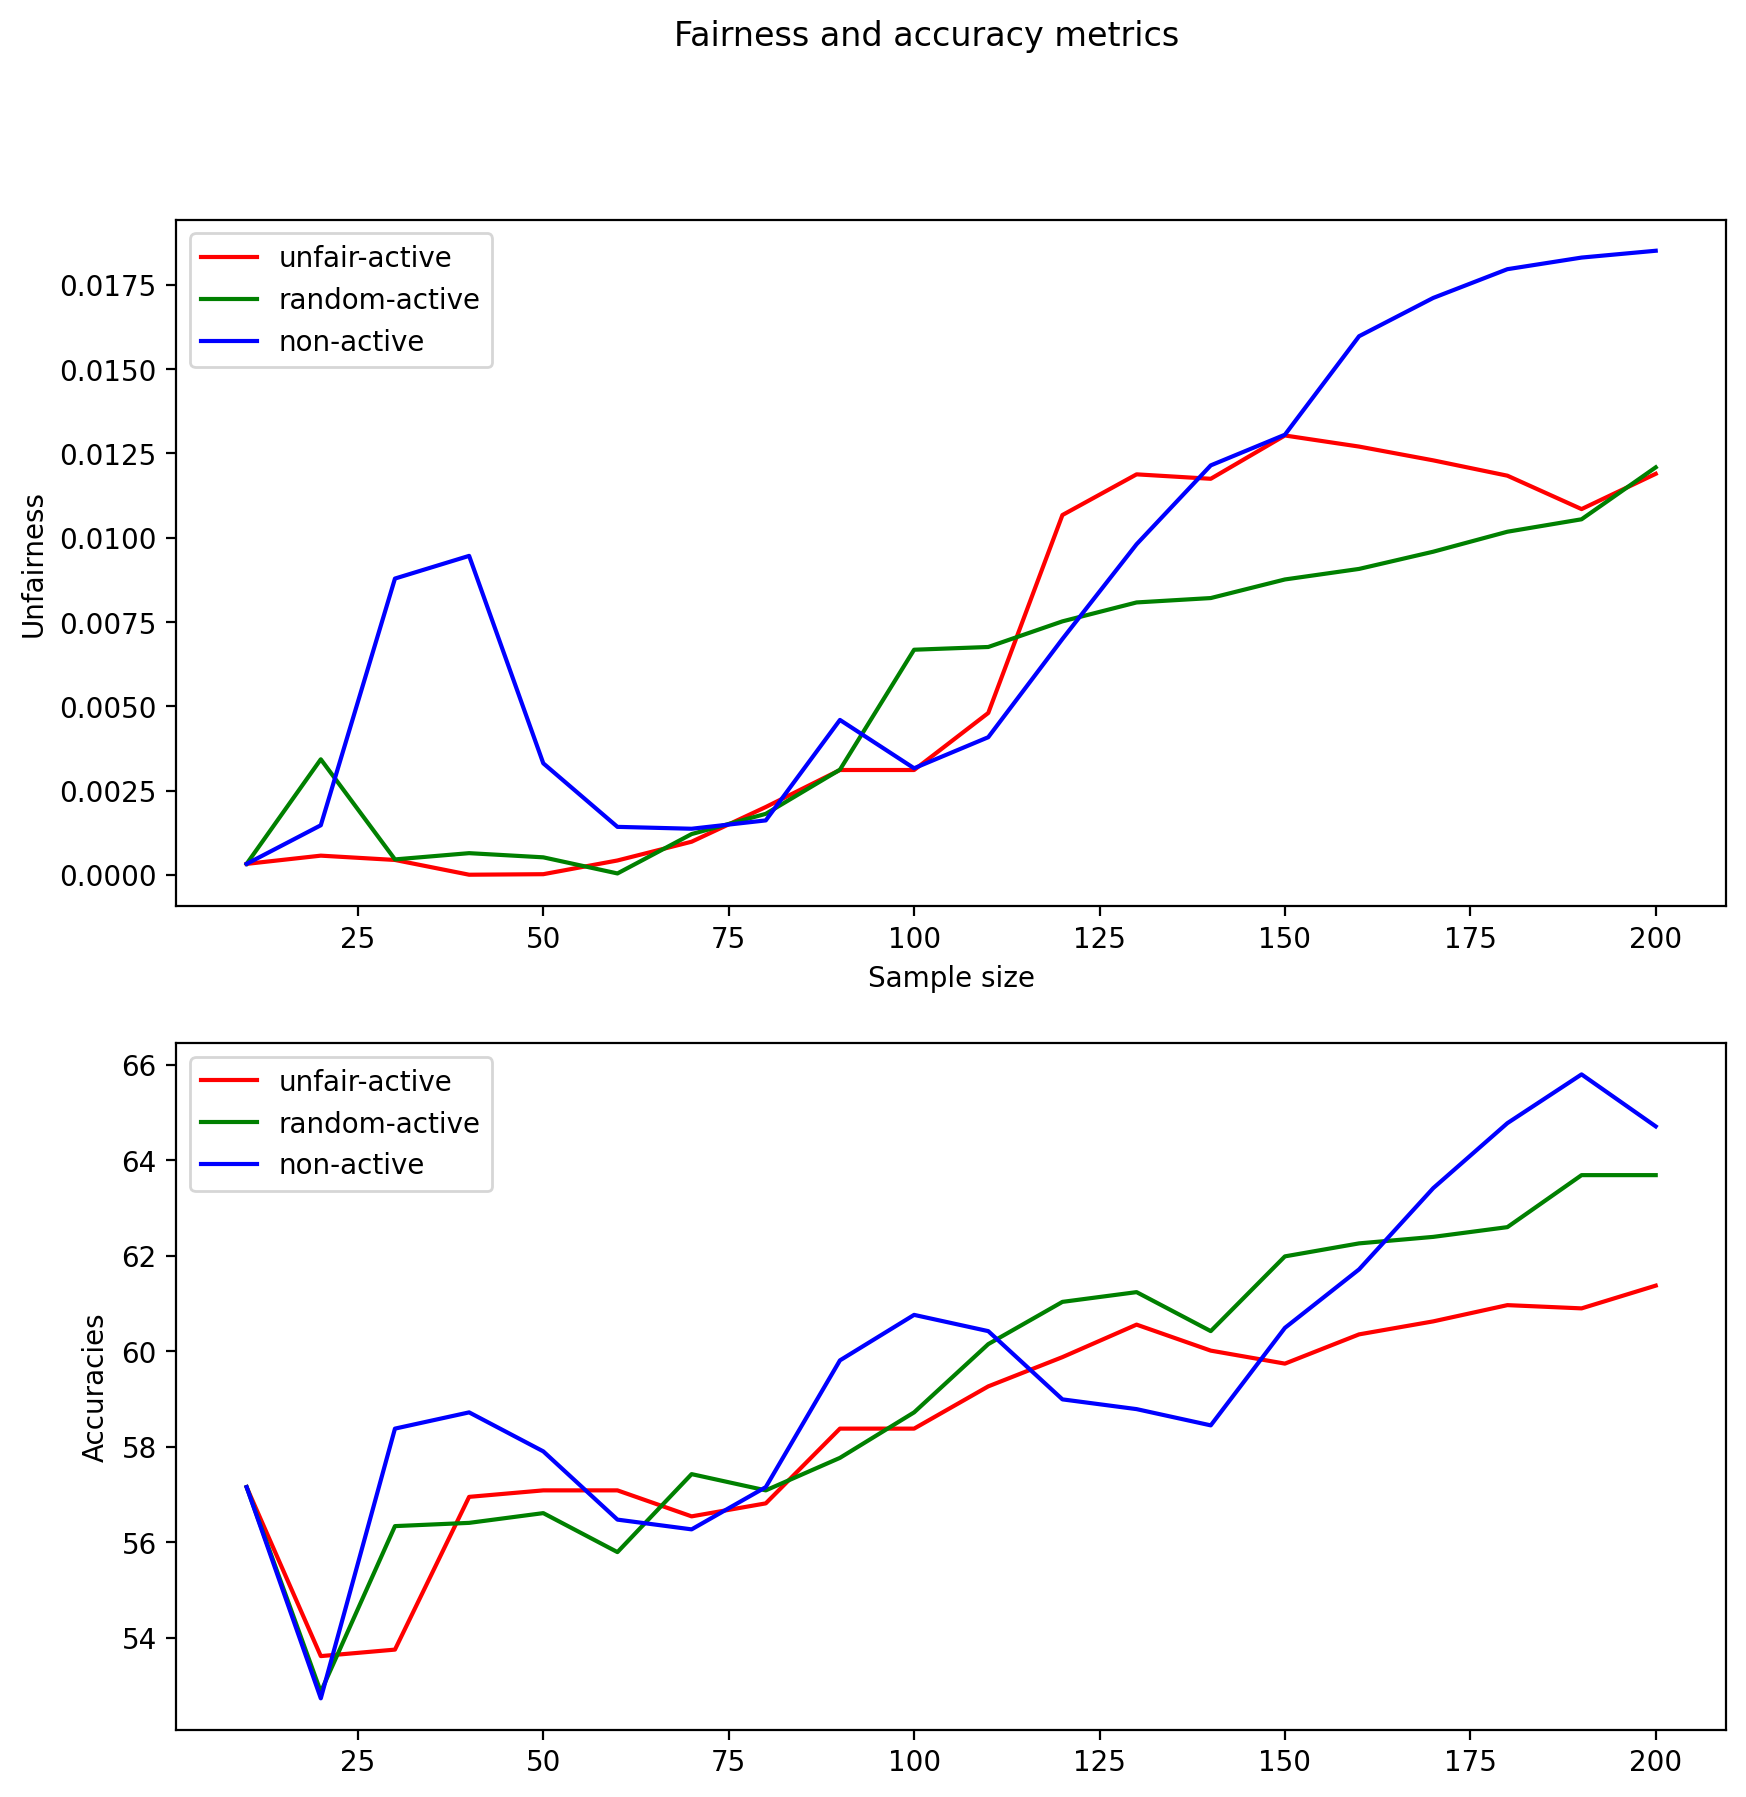 Fairness and accuracy metrics
unfair-active
random-active
non-active
0.0175
0.0150
0.0125
0.0100
0.0075
0.0050
0.0025
0.0000
Unfairness
25 50 75 100 125 150 175 200
Sample size
unfair-active
random-active
non-active
66
64
62
60
58
56
54
Accuracies
25 50 75 100 125 150 175 200